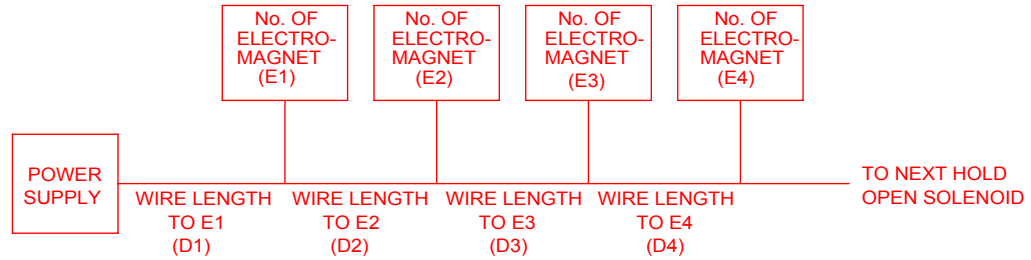 No. OF
ELECTRO-
MAGNET
(E1)
No. OF
ELECTRO-
MAGNET
(E2)
No. OF
ELECTRO-
MAGNET
(E3)
No. OF
ELECTRO-
MAGNET
(E4)
POWER
SUPPLY
WIRE LENGTH
TO E1
(D1)
WIRE LENGTH
TO E2
(D2)
WIRE LENGTH
TO E3
(D3)
WIRE LENGTH
TO E4
(D4)
TO NEXT HOLD
OPEN SOLENOID